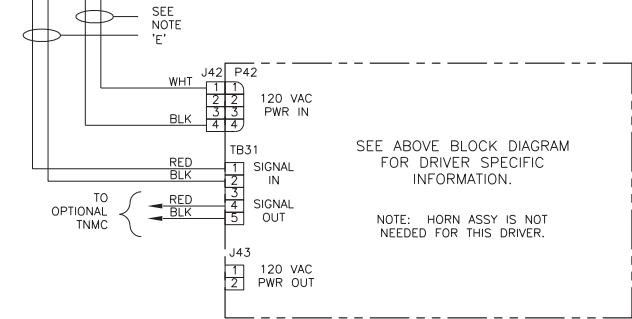 SEE
NOTE
'E'
J42 P42
WHT 1 1
2 2
3 3
BLK 4 4
120 VAC
PWR IN
TB31
RED 1
BLK 2
3
RED 4
BLK 5
SIGNAL
IN
SIGNAL
OUT
TO
OPTIONAL
TNMC
J43
1
2
120 VAC
PWR OUT
SEE ABOVE BLOCK DIAGRAM
FOR DRIVER SPECIFIC
INFORMATION.
NOTE: HORN ASSY IS NOT
NEEDED FOR THIS DRIVER.